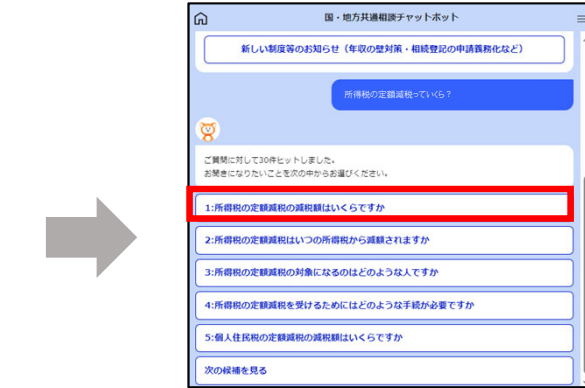 国・地方共通相談チャットボット
新しい制度等のお知らせ（年収の壁対策・相続登記の申請義務化など）
所得税の定額減税っていくら？
ご質問に対して30件ヒットしました。
お聞きになりたいことを次の中からお選びください。
1:所得税の定額減税の減税額はいくらですか
2:所得税の定額減税はいつの所得税から減額されますか
3:所得税の定額減税の対象になるのはどのような人ですか
4:所得税の定額減税を受けるためにはどのような手続が必要ですか
5:個人住民税の定額減税の減税額はいくらですか
次の候補を見る